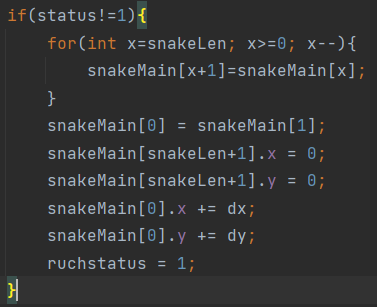 if(status!=1){
    for(int x=snakeLen; x>=0; x--){
        snakeMain[x+1]=snakeMain[x];
    }
    snakeMain[0] = snakeMain[1];
    snakeMain[snakeLen+1].x = 0;
    snakeMain[snakeLen+1].y = 0;
    snakeMain[0].x += dx;
    snakeMain[0].y += dy;
    ruchstatus = 1;
}